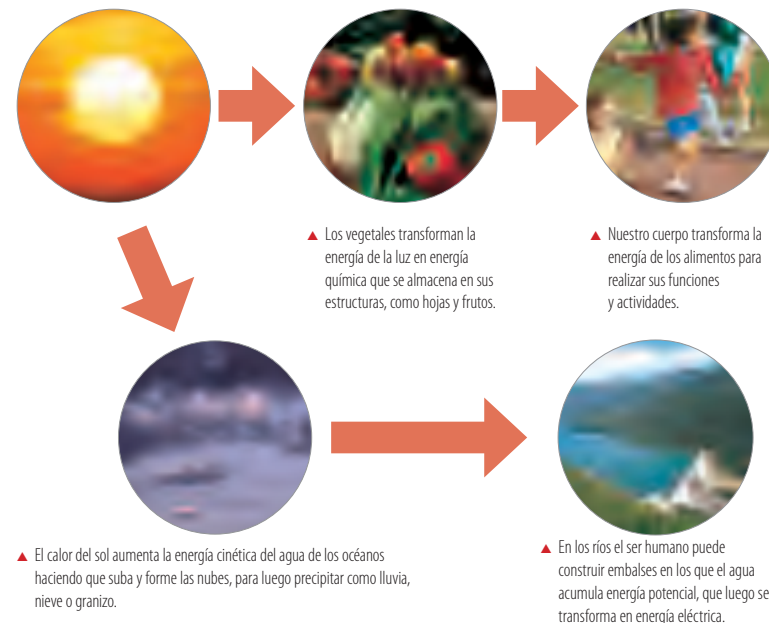 ▲ Los vegetales transforman la
energía de la luz en energía
química que se almacena en sus
estructuras, como hojas y frutos.
▲ Nuestro cuerpo transforma la
energía de los alimentos para
realizar sus funciones
y actividades.
▲ El calor del sol aumenta la energía cinética del agua de los océanos
haciendo que suba y forme las nubes, para luego precipitar como lluvia,
nieve o granizo.
▲ En los ríos el ser humano puede
construir embalses en los que el agua
acumula energía potencial, que luego se
transforma en energía eléctrica.